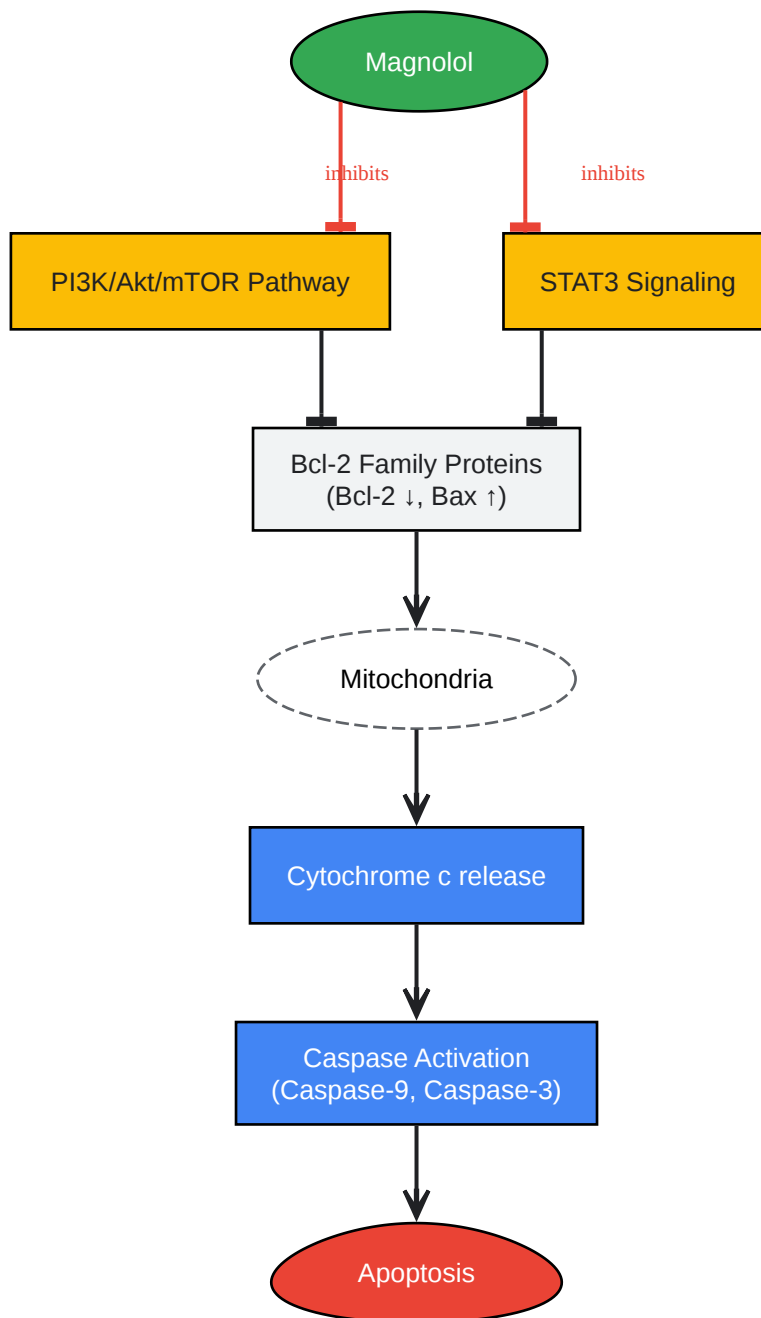 Magnolol
inhibits
inhibits
PI3K/Akt/mTOR Pathway
STAT3 Signaling
Bcl-2 Family Proteins
(Bcl-2 ↓, Bax ↑)
Mitochondria
Cytochrome c release
Caspase Activation
(Caspase-9, Caspase-3)
Apoptosis